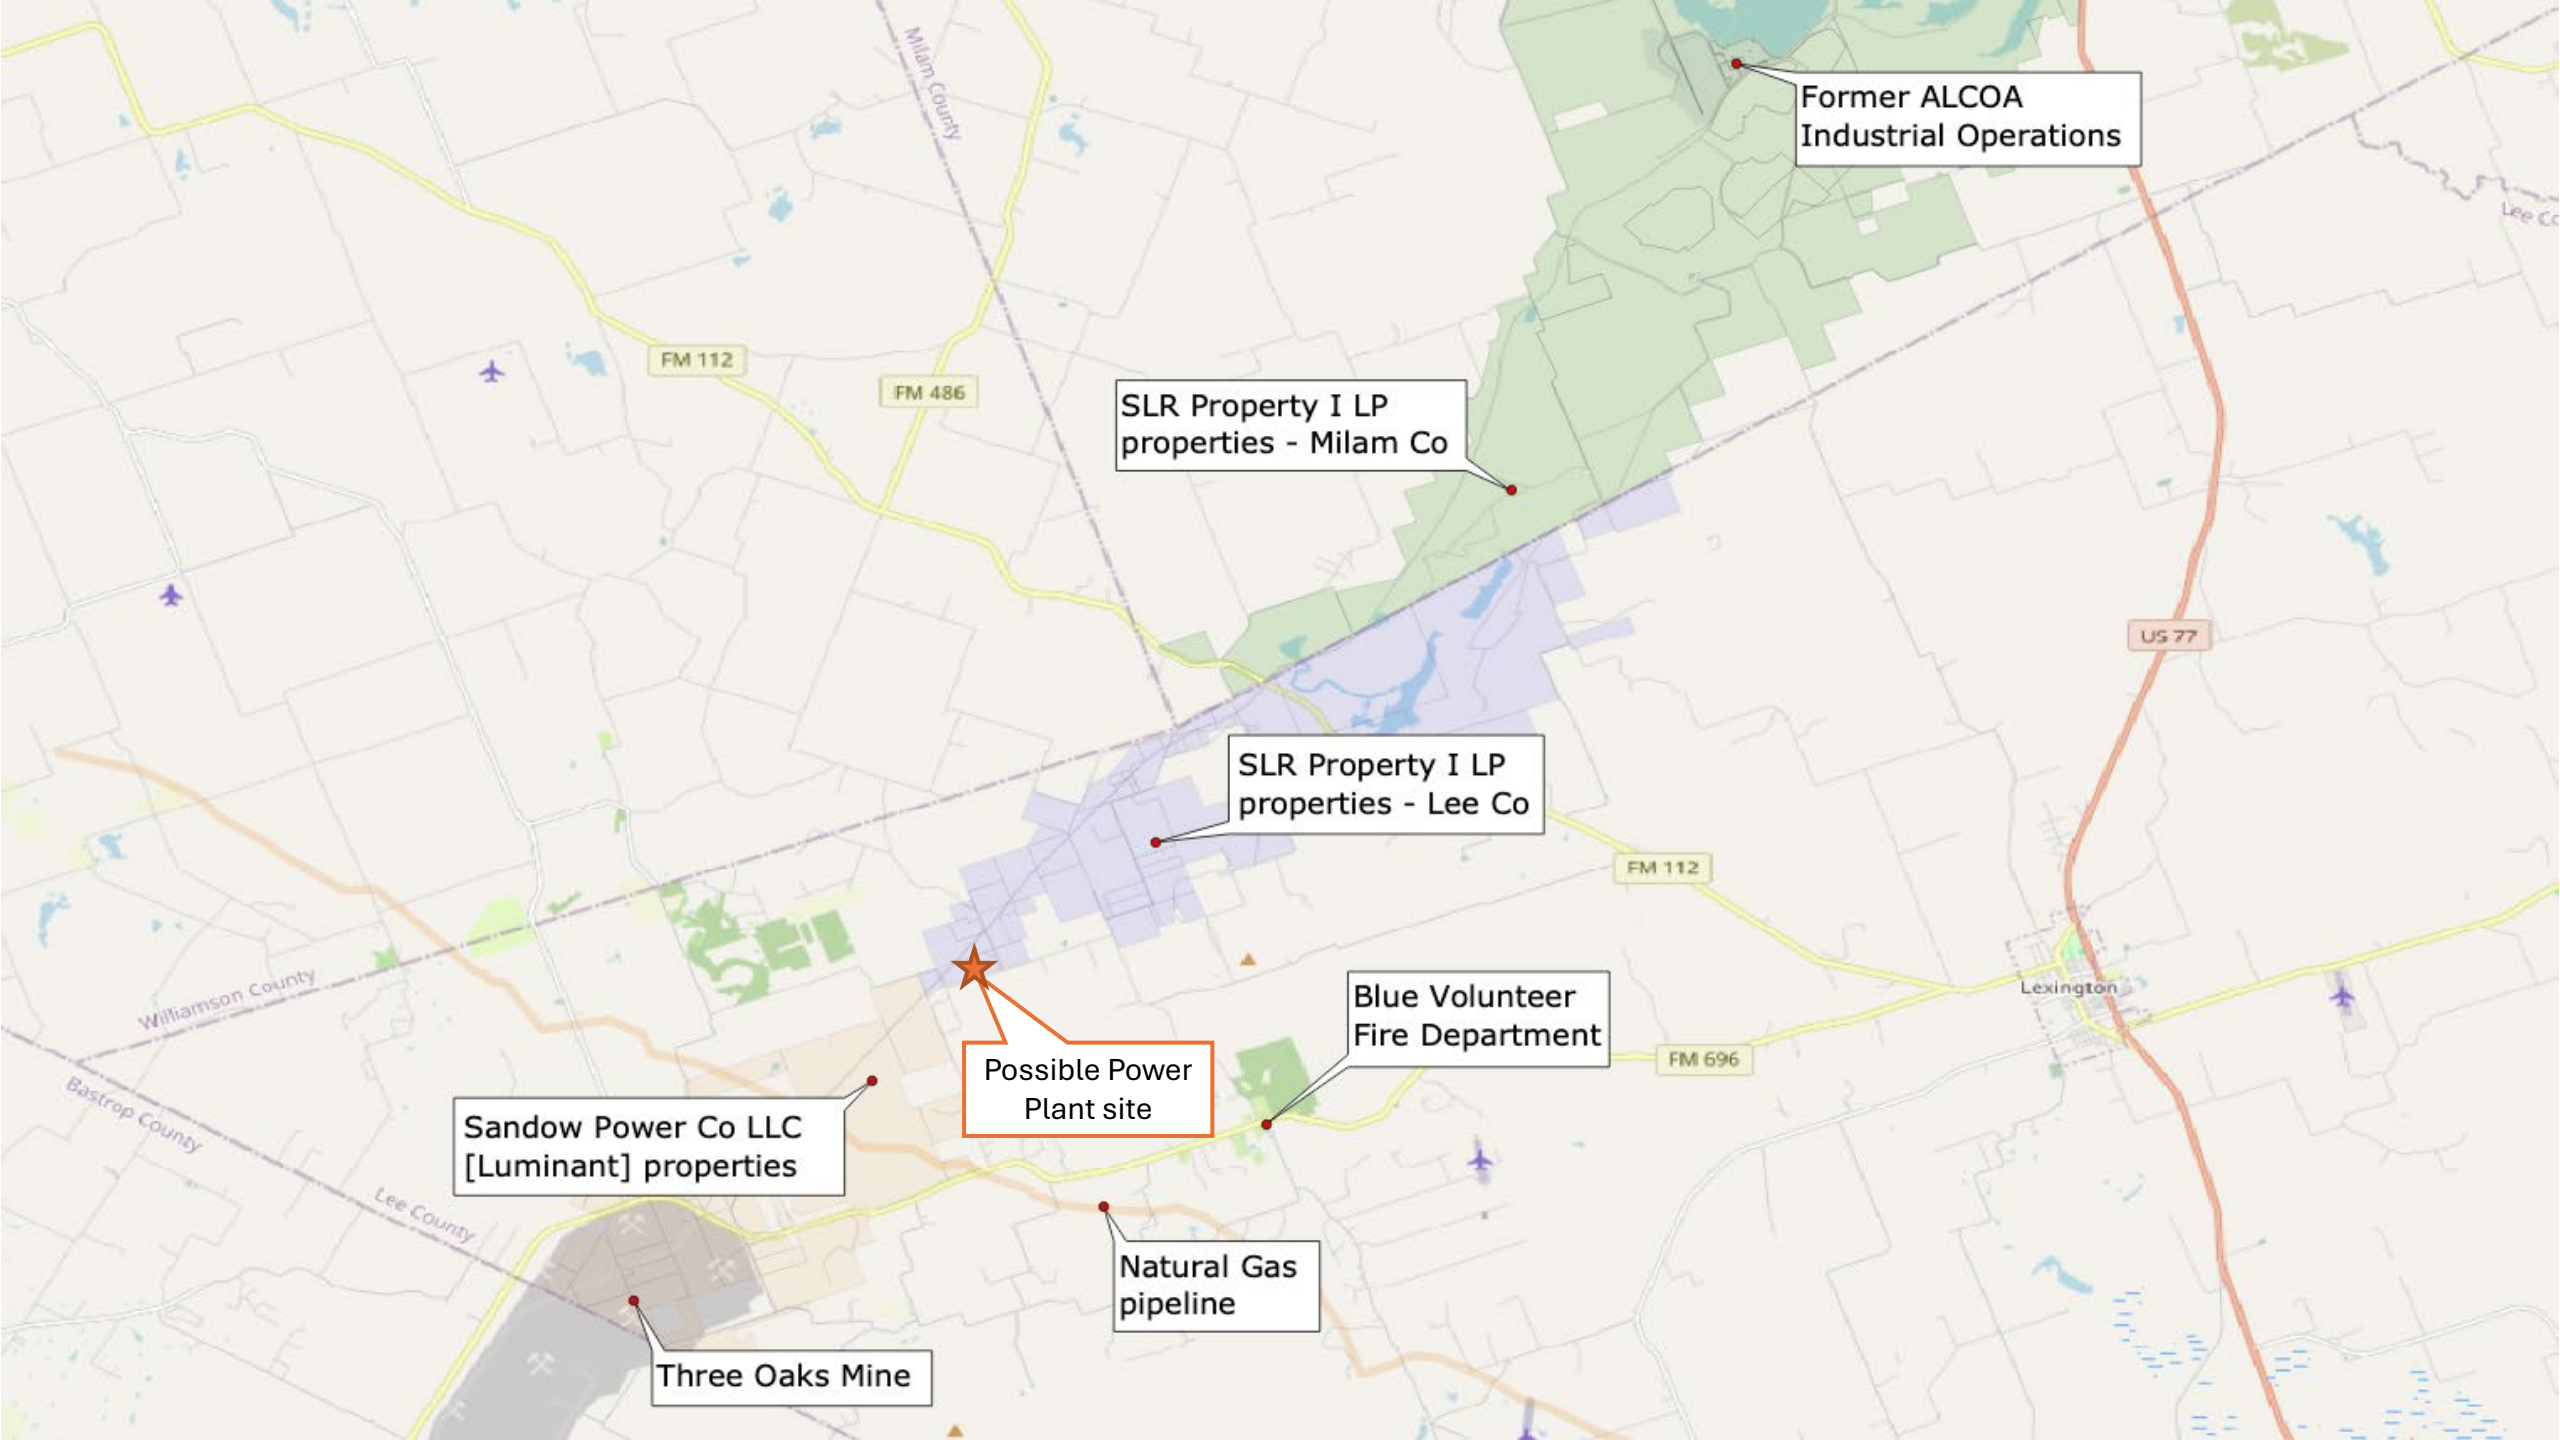 Milam County
Former ALCOA
Industrial Operations
Lee Co
FM 112
FM 486
SLR Property I LP
properties - Milam Co
US 77
SLR Property I LP
properties - Lee Co
FM 112
Williamson County
Lexington
Blue Volunteer
Fire Department
Possible Power
Plant site
FM 696
Bastrop County
Sandow Power Co LLC
[Luminant] properties
Lee County
Natural Gas
pipeline
Three Oaks Mine